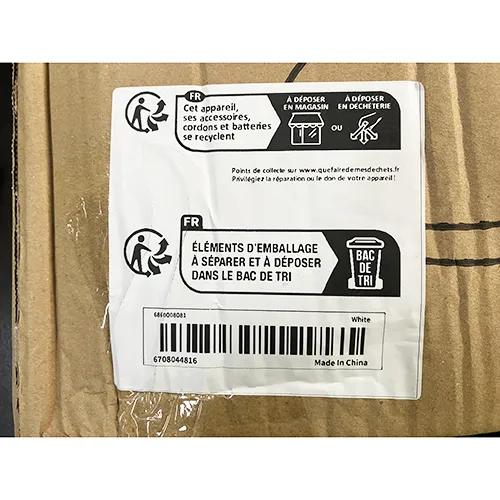 FR
Cet appareil,
ses accessoires,
cordons et batteries
se recyclent
À DÉPOSER
EN MAGASIN
OU
À DÉPOSER
EN DÉCHÈTERIE
Points de collecte sur www.quefairedemesdechets.fr
Privilégiez la réparation ou le don de votre appareil!
FR
ÉLÉMENTS D'EMBALLAGE
À SÉPARER ET À DÉPOSER
DANS LE BAC DE TRI
BAC
DE
TRI
White
6708044816
Made In China